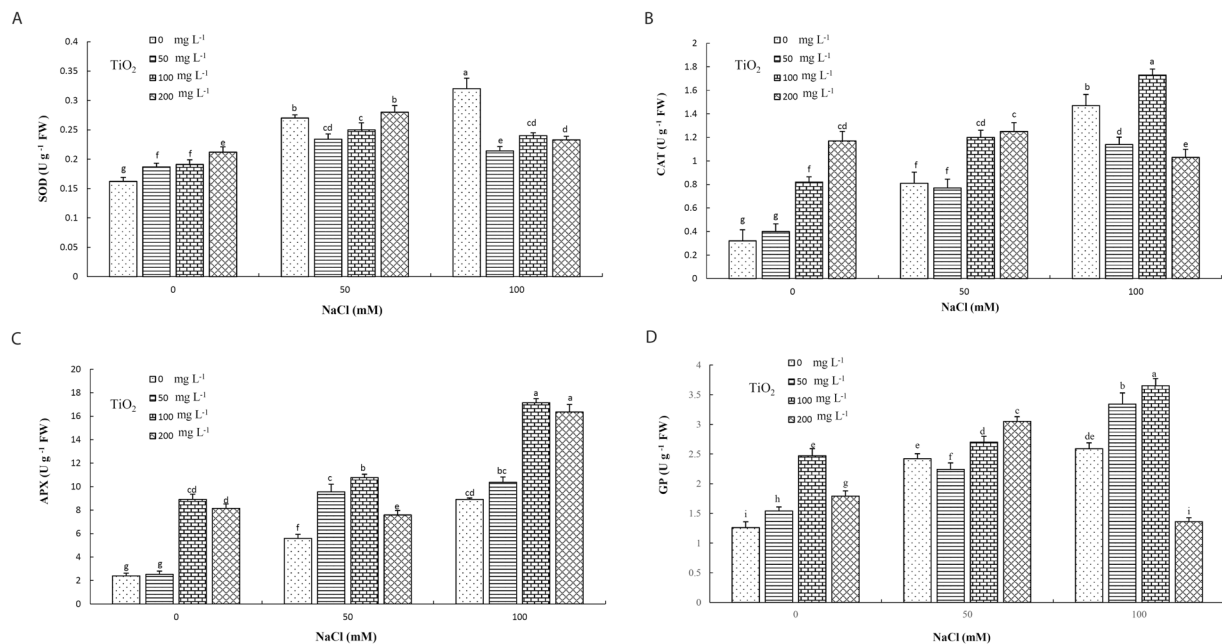 A
TiO2
0 mg L-1
50 mg L-1
100 mg L-1
200 mg L-1
0.4
0.35
0.3
0.25
0.2
0.15
0.1
0.05
0
SOD (U g -1 FW)
g
f
f
e
b
cd
c
b
a
d
cd
d
0
50
100
NaCl (mM)
B
TiO2
0 mg L-1
50 mg L-1
100 mg L-1
200 mg L-1
2
1.8
1.6
1.4
1.2
1
0.8
0.6
0.4
0.2
0
CAT (U g -1 FW)
g
g
f
cd
f
f
cd
c
b
d
a
e
0
50
100
NaCl (mM)
C
TiO2
0 mg L-1
50 mg L-1
100 mg L-1
200 mg L-1
20
18
16
14
12
10
8
6
4
2
0
APX (U g -1 FW)
g
g
cd
d
f
c
b
e
cd
bc
a
a
0
50
100
NaCl (mM)
D
TiO2
0 mg L-1
50 mg L-1
100 mg L-1
200 mg L-1
4
3.5
3
2.5
2
1.5
1
0.5
0
GP (U g -1 FW)
i
h
e
g
e
f
d
c
de
b
a
i
0
50
100
NaCl (mM)